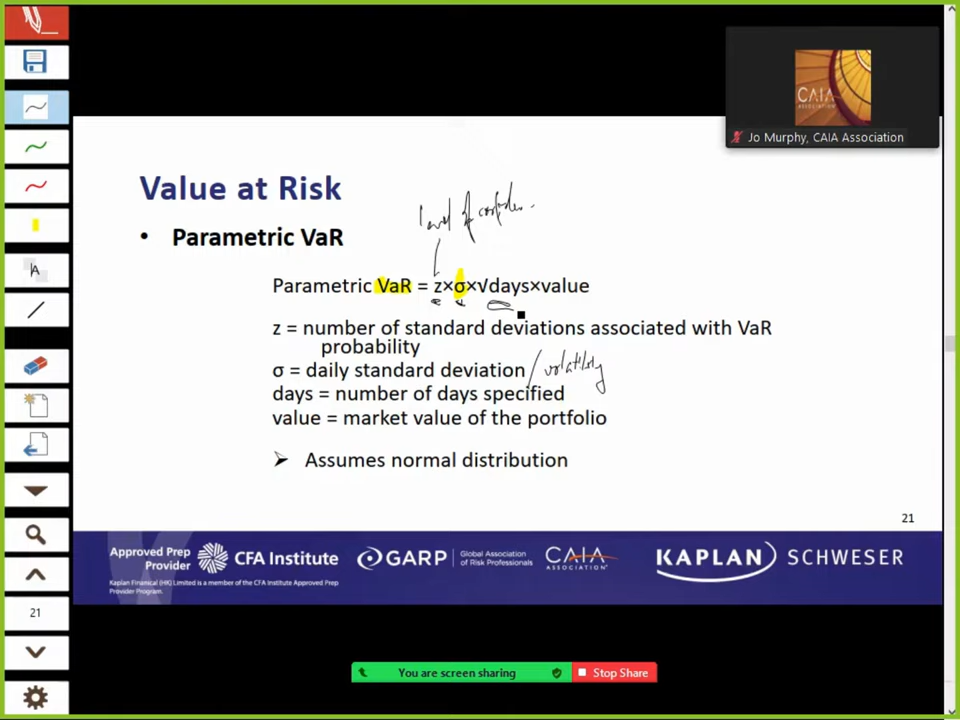 CAIA
ASSOCIATION
Jo Murphy, CAIA Association
Value at Risk
level of confiden..
• Parametric VaR
Parametric VaR = z×σ×√days×value
z = number of standard deviations associated with VaR
probability
σ = daily standard deviation / volatility
days = number of days specified
value = market value of the portfolio
➢ Assumes normal distribution
21
Approved Prep
Provider
CFA Institute
Kaplan Financial (HK) Limited is a member of the CFA Institute Approved Prep
Provider Program.
GARP
Global Association
of Risk Professionals
CAIA
ASSOCIATION
KAPLAN SCHWESER
A
21
You are screen sharing
Stop Share